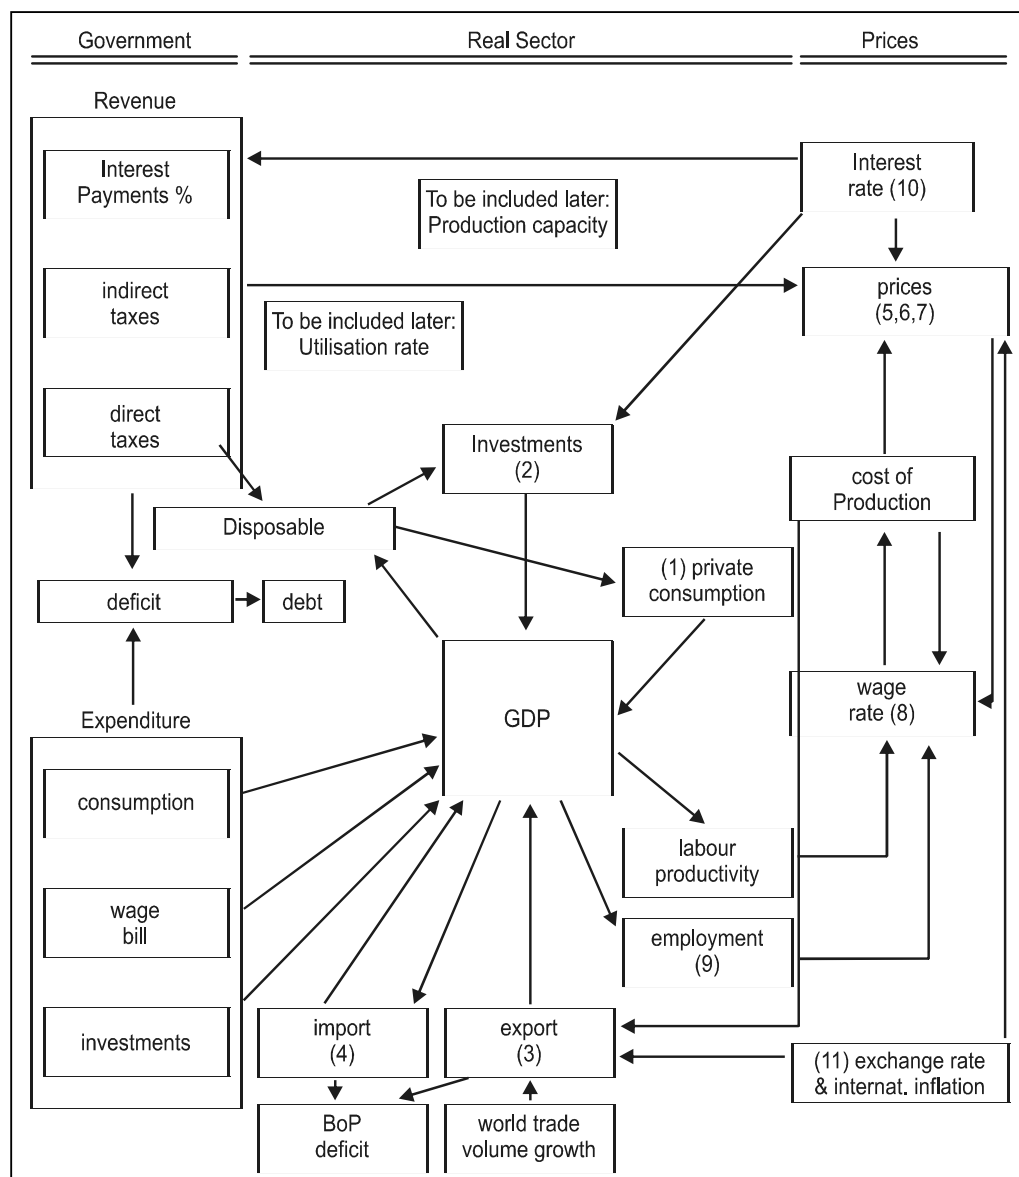 Government
Real Sector
Prices
Revenue
Interest
Payments %
Interest
rate (10)
To be included later:
Production capacity
indirect
taxes
prices
(5,6,7)
To be included later:
Utilisation rate
direct
taxes
Investments
(2)
cost of
Production
Disposable
(1) private
consumption
deficit
debt
GDP
wage
rate (8)
Expenditure
consumption
labour
productivity
wage
bill
employment
(9)
investments
import
(4)
export
(3)
(11) exchange rate
& internat. inflation
BoP
deficit
world trade
volume growth